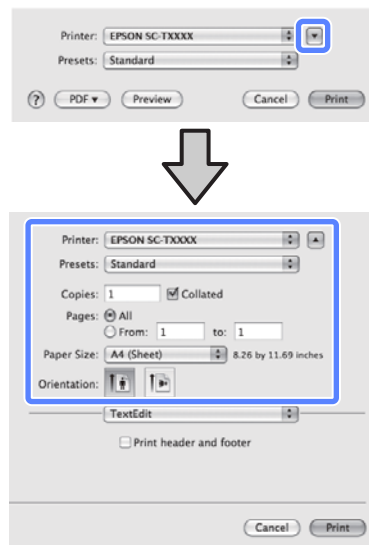 Printer: EPSON SC-TXXXX
Presets: Standard
? PDF▼ Preview Cancel Print
Printer: EPSON SC-TXXXX
Presets: Standard
Copies: 1 Collated
Pages: All
From: 1 to: 1
Paper Size: A4 (Sheet) 8.26 by 11.69 inches
Orientation:
TextEdit
Print header and footer
Cancel Print